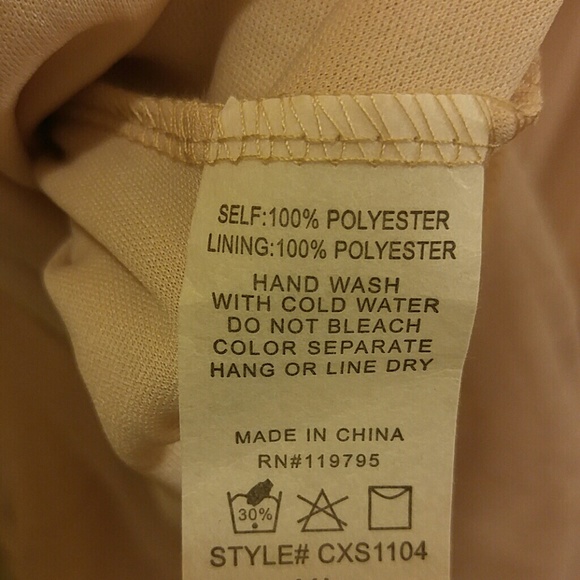 SELF:100% POLYESTER
LINING:100% POLYESTER
HAND WASH
WITH COLD WATER
DO NOT BLEACH
COLOR SEPARATE
HANG OR LINE DRY
MADE IN CHINA
RN#119795
30%
STYLE# CXS1104